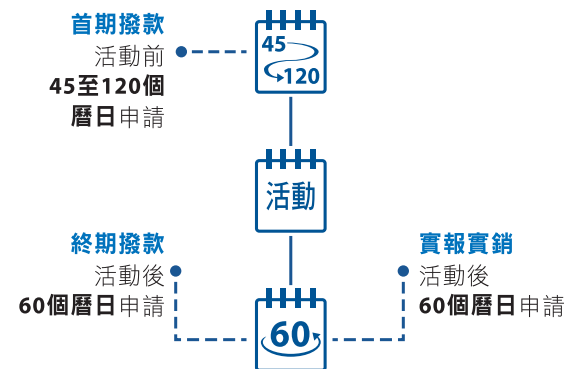 首期撥款
活動前
45至120個
曆日申請
45
120
活動
終期撥款
活動後
60個曆日申請
60
實報實銷
活動後
60個曆日申請